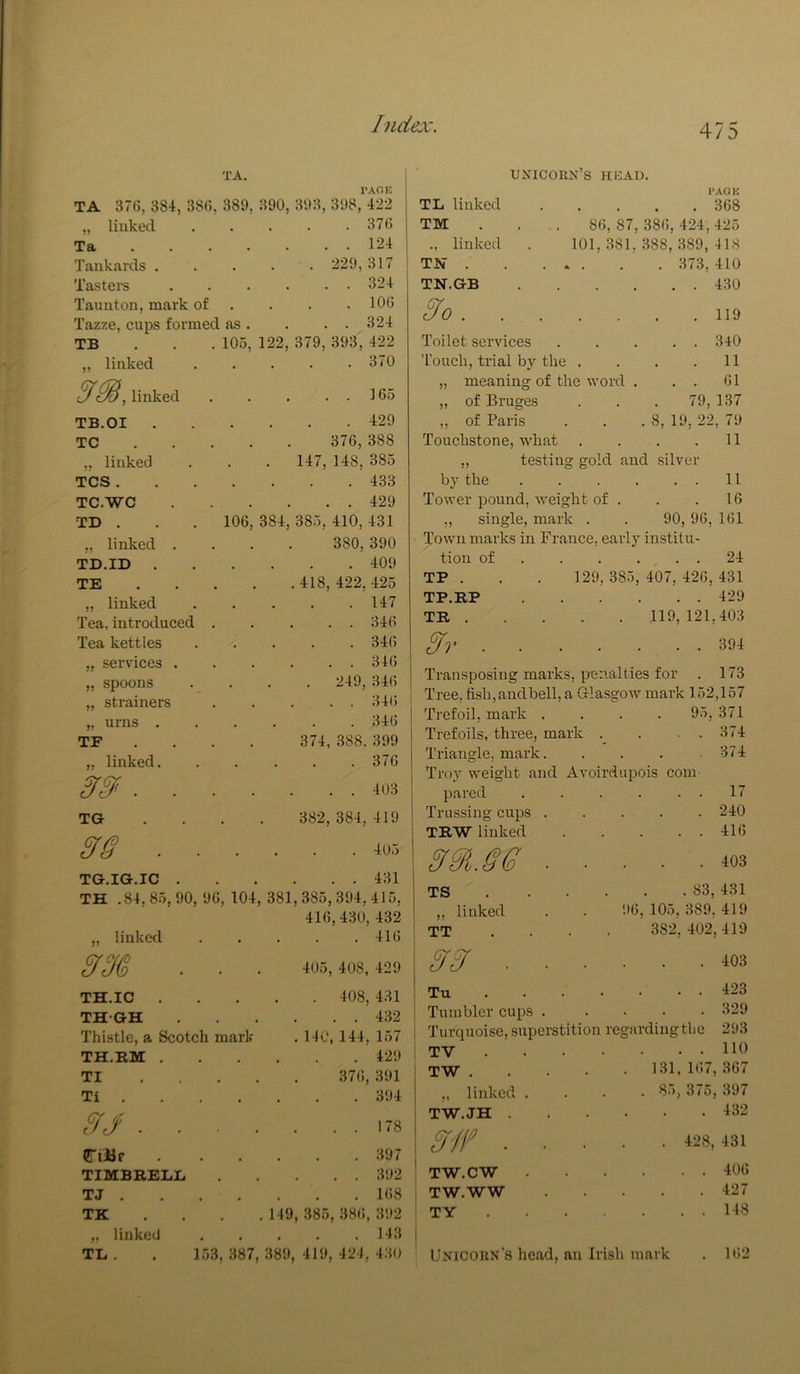 Index.
475
TA.
PAGE
TA 376, 384, 386, 389, 390, 393, 398, 422
„ linked . . . . . 376
Ta . . . . . . . 124
Tankards . . . . . 229, 317
Tasters . . . . . . 324
Taunton, mark of . . . . 106
Tazze, cups formed as . . . . 324
TB . . . 105, 122, 379, 393, 422
„ linked . . . . . 370
TB, linked . . . . . 165
TB.OI . . . . . . 429
TC . . . . . 376, 388
„ linked . . . 147, 148, 385
TCS . . . . . . . 433
TC.WC . . . . . . 429
TD . . . 106, 384, 385, 410, 431
„ linked . . . . 380, 390
TD.ID . . . . . . 409
TE . . . . . 418, 422, 425
„ linked . . . . . 147
Tea, introduced . . . . . 346
Tea kettles . . . . . 346
„ services . . . . . . 346
„ spoons . . . . 249, 346
„ strainers . . . . . 346
„ urns . . . . . . 346
TF . . . . 374, 388, 399
„ linked . . . . . . 376
TF . . . . . . . 403
TG . . . . 382, 384, 419
TG . . . . . . 405
TG.IG.IC . . . . . . 431
TH . 84, 85, 90, 96, 104, 381, 385, 394, 415,
416, 430, 432
„ linked . . . . . 416
TH . . . 405, 408, 429
TH.IC . . . . . 408, 431
TH·GH . . . . . . 432
Thistle, a Scotch mark . 140, 144, 157
TH.RM . . . . . . 429
TI . . . . . 376, 391
Ti . . . . . . . 394
TJ . . . . . . . 178
. . . . . . 397
TIMBRELL . . . . . 392
TJ . . . . . . . 168
TK . . . . 149, 385, 386, 392
„ linked . . . . . 143
TL . . 153, 387, 389, 419, 424, 430
UNICORN'S HEAD.
PAGE
TL linked . . . . . 368
TM . . . 86, 87, 386, 424, 425
„ linked . 101, 381, 388, 389, 418
TN . . . . . . . 373, 410
TN.GB . . . . . . 430
To . . . . . . . 119
Toilet services . . . . . 340
Touch, trial by the . . . . 11
„ meaning of the word . . . 61
„ of Bruges . . . 79, 137
„ of Paris . . . 8, 19, 22, 79
Touchstone, what . . . . 11
„ testing gold and silver
by the . . . . . . 11
Tower pound, weight of . . . 16
„ single, mark . . 90, 96, 161
Town marks in France, early institu-
tion of . . . . . . 24
TP . . . 129, 385, 407, 426, 431
TP.RP . . . . . . 429
TR . . . . . 119, 121, 403
Tr . . . . . . . 394
Transposing marks, penalties for . 173
Tree, fish, and bell, a Glasgow mark 152,157
Trefoil, mark . . . . 95, 371
Trefoils, three, mark . . . . 374
Triangle, mark . . . . . 374
Troy weight and Avoirdupois com-
pared . . . . . . 17
Trussing cups . . . . . 240
TRW linked . . . . . 416
TR.GG . . . . . 403
TS . . . . . . 83, 431
„ linked . . 96, 105, 389, 419
TT . . . . 382, 402, 419
TT . . . . . . 403
Tu . . . . . . . 423
Tumbler cups . . . . . 329
Turquoise, superstition regarding the 293
TV . . . . . . . 110
TW . . . . . 131, 167, 367
„ linked . . . . 85, 375, 397
TW.JH . . . . . . 432
TW . . . . . 428, 431
TW.CW . . . . . . 406
TW.WW . . . . . 427
TY . . . . . . . 148
UNICORN'S head, an Irish mark . 162